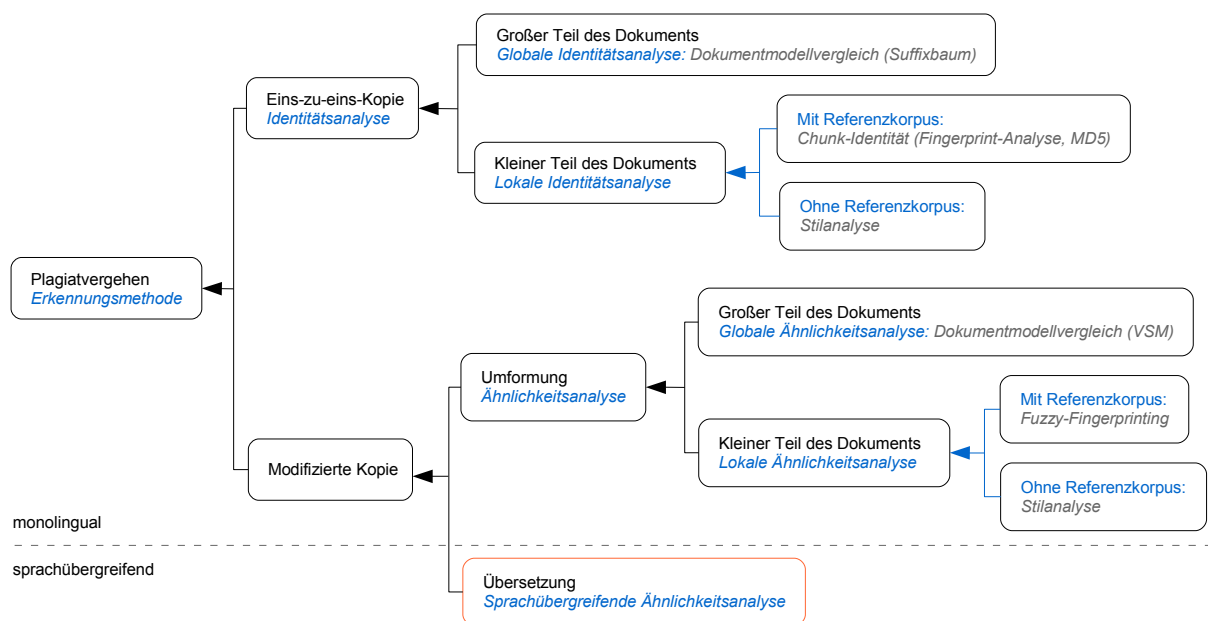 Großer Teil des Dokuments
Globale Identitätsanalyse: Dokumentmodellvergleich (Suffixbaum)
Eins-zu-eins-Kopie
Identitätsanalyse
Mit Referenzkorpus:
Chunk-Identität (Fingerprint-Analyse, MD5)
Kleiner Teil des Dokuments
Lokale Identitätsanalyse
Ohne Referenzkorpus:
Stilanalyse
Plagiatvergehen
Erkennungsmethode
Großer Teil des Dokuments
Globale Ähnlichkeitsanalyse: Dokumentmodellvergleich (VSM)
Umformung
Ähnlichkeitsanalyse
Mit Referenzkorpus:
Fuzzy-Fingerprinting
Kleiner Teil des Dokuments
Lokale Ähnlichkeitsanalyse
Modifizierte Kopie
Ohne Referenzkorpus:
Stilanalyse
monolingual
sprachübergreifend
Übersetzung
Sprachübergreifende Ähnlichkeitsanalyse